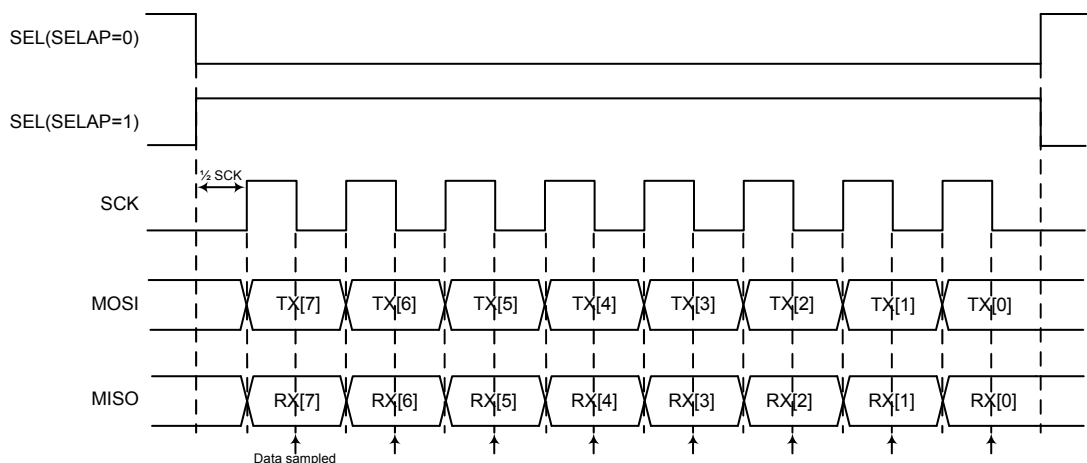 SEL(SELAP=0)
SEL(SELAP=1)
½ SCK
SCK
MOSI
TX[7] TX[6] TX[5] TX[4] TX[3] TX[2] TX[1] TX[0]
MISO
RX[7] RX[6] RX[5] RX[4] RX[3] RX[2] RX[1] RX[0]
Data sampled